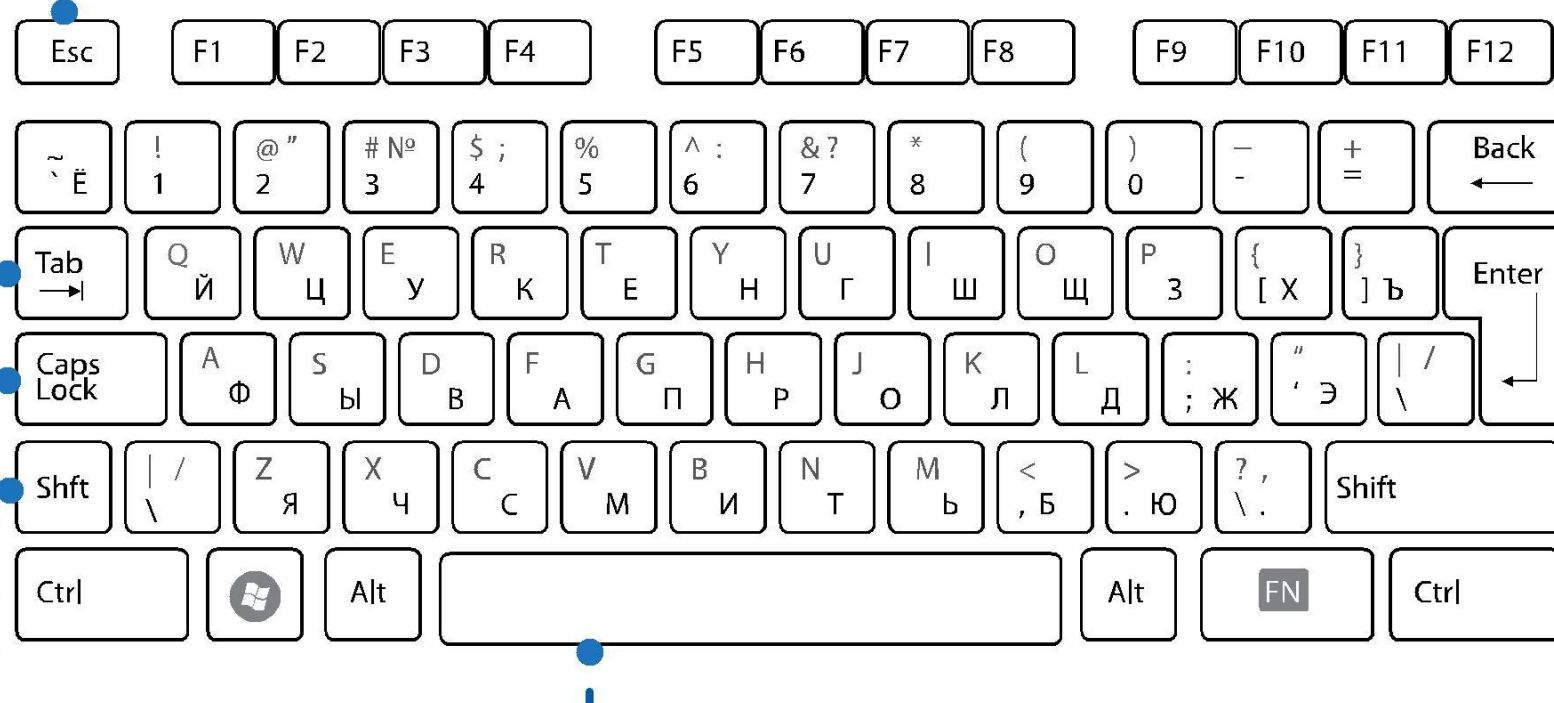 Esc F1 F2 F3 F4 F5 F6 F7 F8 F9 F10 F11 F12
~ ! @ " # № $ ; % ^ : & ? * ( ) _ + Back
` Ё 1 2 3 4 5 6 7 8 9 0 - =
Tab Q W E R T Y U I O P { } Enter
Й Ц У К Е Н Г Ш Щ З [ Х ] Ъ
Caps A S D F G H J K L : " | /
Lock Ф Ы В А П Р О Л Д ; Ж ' Э \
Shft | / Z X C V B N M < > ? , Shift
\ Я Ч С М И Т Ь , Б . Ю \ .
Ctrl Alt Alt FN Ctrl